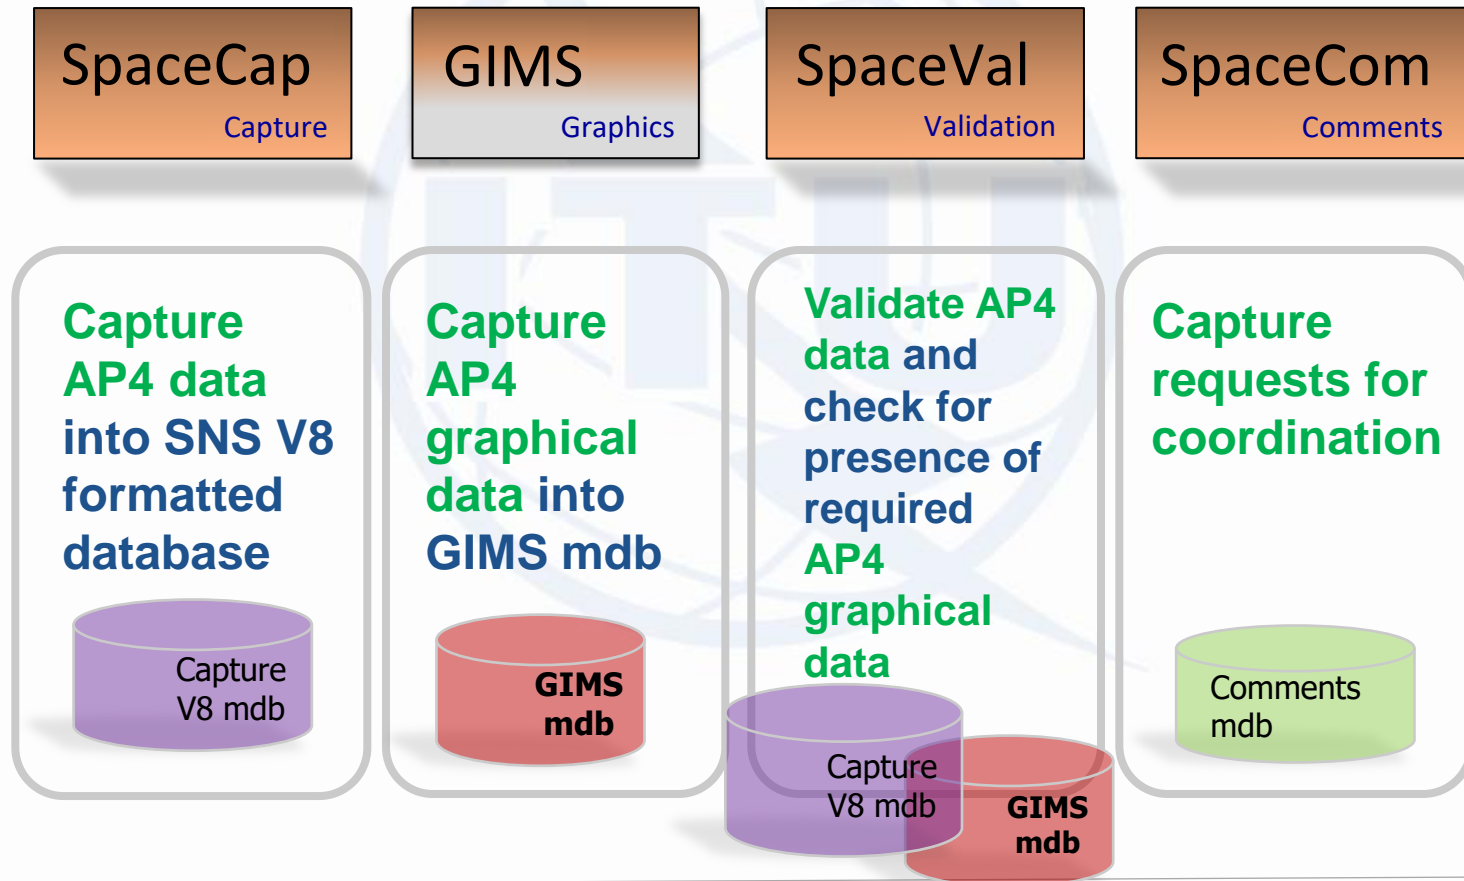 SpaceCap
Capture
GIMS
Graphics
SpaceVal
Validation
SpaceCom
Comments
Capture
AP4 data
into SNS V8
formatted
database
Capture
V8 mdb
Capture
AP4
graphical
data into
GIMS mdb
GIMS
mdb
Validate AP4
data and
check for
presence of
required
AP4
graphical
data
Capture
V8 mdb
GIMS
mdb
Capture
requests for
coordination
Comments
mdb
ITU